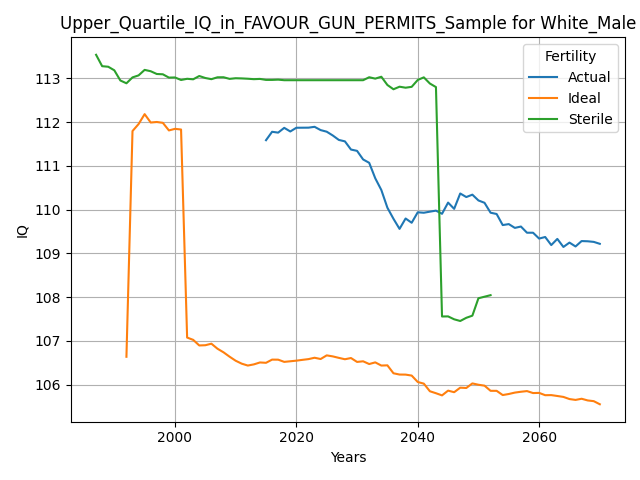 Upper_Quartile_IQ_in_FAVOUR_GUN_PERMITS_Sample for White_Male
Fertility
Actual
Ideal
Sterile
IQ
113
112
111
110
109
108
107
106
2000
2020
2040
2060
Years